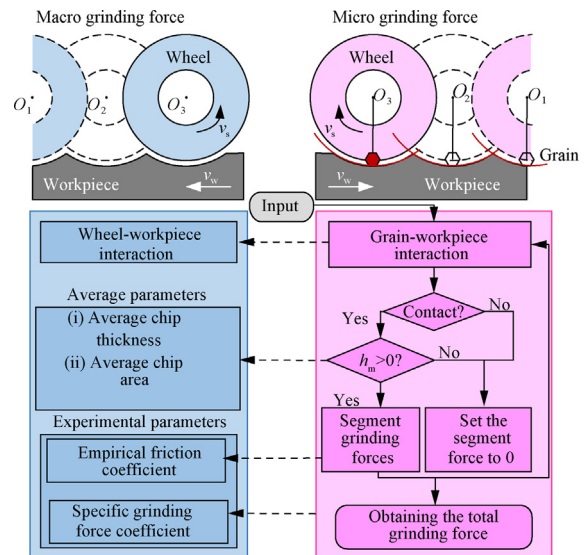 Macro grinding force
Micro grinding force
Wheel
O1
O2
O3
vs
Workpiece
vw
Wheel
O3
O2
O1
vs
Grain
vw
Workpiece
Input
Wheel-workpiece
interaction
Average parameters
(i) Average chip
thickness
(ii) Average chip
area
Experimental parameters
Empirical friction
coefficient
Specific grinding
force coefficient
Grain-workpiece
interaction
Contact?
Yes
No
hm>0?
No
Yes
Segment
grinding
forces
Set the
segment
force to 0
Obtaining the total
grinding force